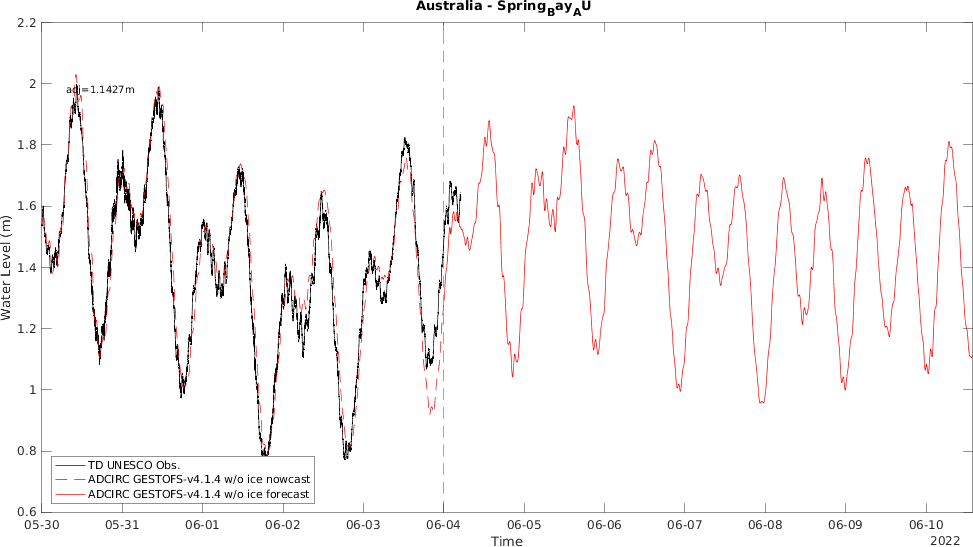 Australia - SpringBayAU
2.2
2
1.8
1.6
1.4
1.2
1
0.8
0.6
Water Level (m)
adj=1.1427m
TD UNESCO Obs.
ADCIRC GESTOFS-v4.1.4 w/o ice nowcast
ADCIRC GESTOFS-v4.1.4 w/o ice forecast
05-30 05-31 06-01 06-02 06-03 06-04 06-05 06-06 06-07 06-08 06-09 06-10
Time
2022